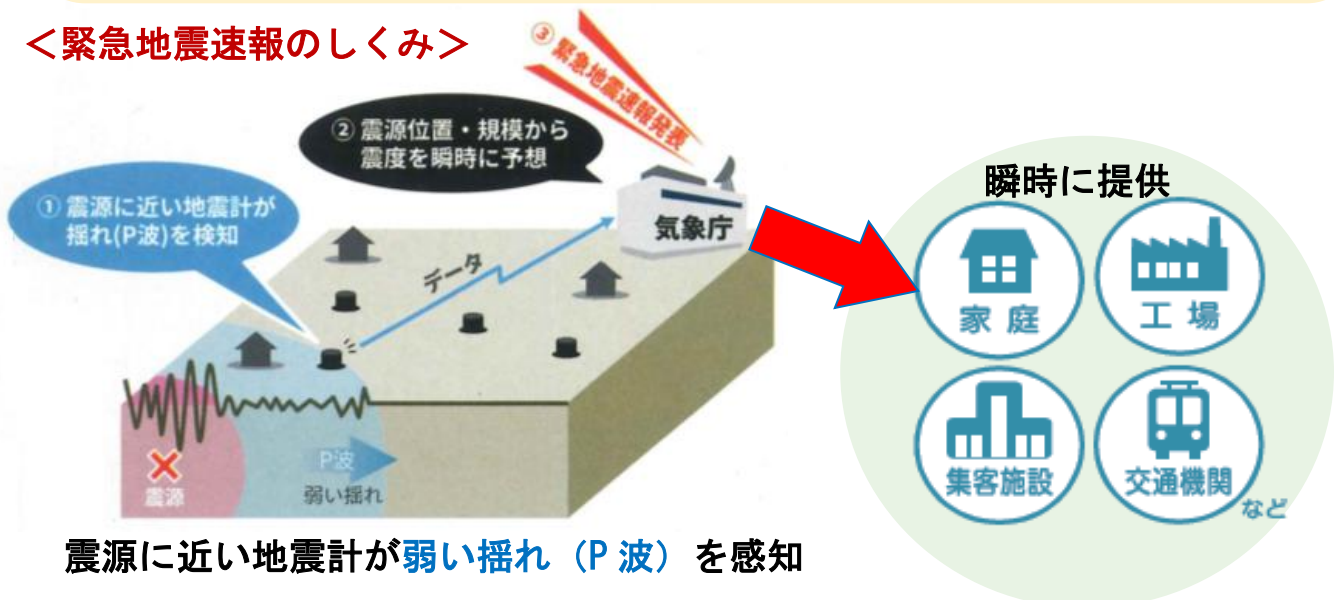 ＜緊急地震速報のしくみ＞
③ 緊急地震速報発表
② 震源位置・規模から
震度を瞬時に予想
① 震源に近い地震計が
揺れ(P波)を検知
気象庁
データ
P波
弱い揺れ
震源
震源に近い地震計が弱い揺れ（P 波）を感知
瞬時に提供
家庭
工場
集客施設
交通機関
など